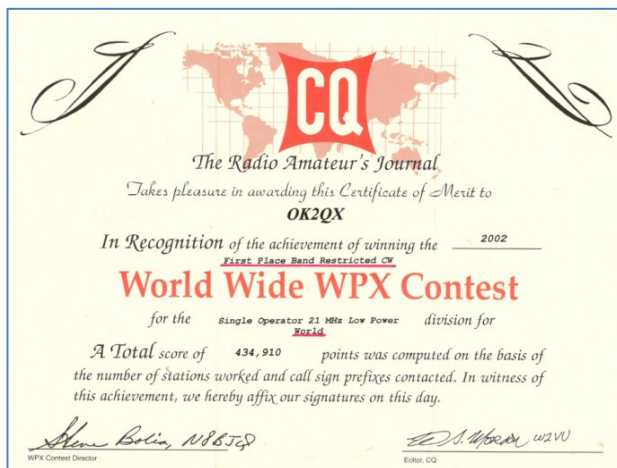 CQ
The Radio Amateur's Journal
Takes pleasure in awarding this Certificate of Merit to
OK2QX
In Recognition of the achievement of winning the 2002
First Place Band Restricted CW
World Wide WPX Contest
for the Single Operator 21 MHz Low Power division for
World
A Total score of 434,910 points was computed on the basis of
the number of stations worked and call sign prefixes contacted. In witness of
this achievement, we hereby affix our signatures on this day.
Steve Bolia, N8BJQ W2VU
WPX Contest Director Editor, CQ